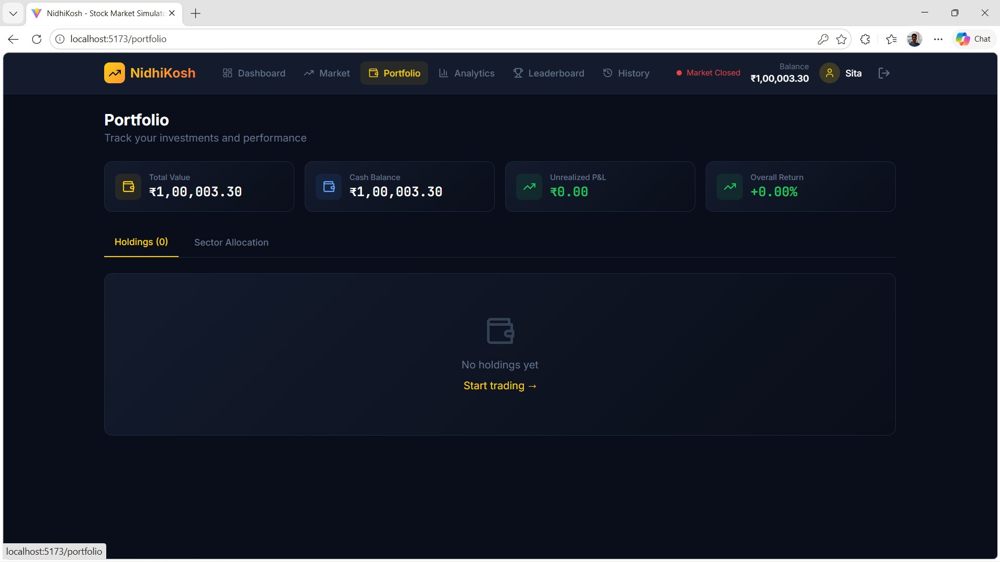 NidhiKosh - Stock Market Simulat
localhost:5173/portfolio
Chat
NidhiKosh
Dashboard
Market
Portfolio
Analytics
Leaderboard
History
Market Closed
Balance
₹1,00,003.30
Sita
Portfolio
Track your investments and performance
Total Value
₹1,00,003.30
Cash Balance
₹1,00,003.30
Unrealized P&L
₹0.00
Overall Return
+0.00%
Holdings (0)
Sector Allocation
No holdings yet
Start trading →
localhost:5173/portfolio